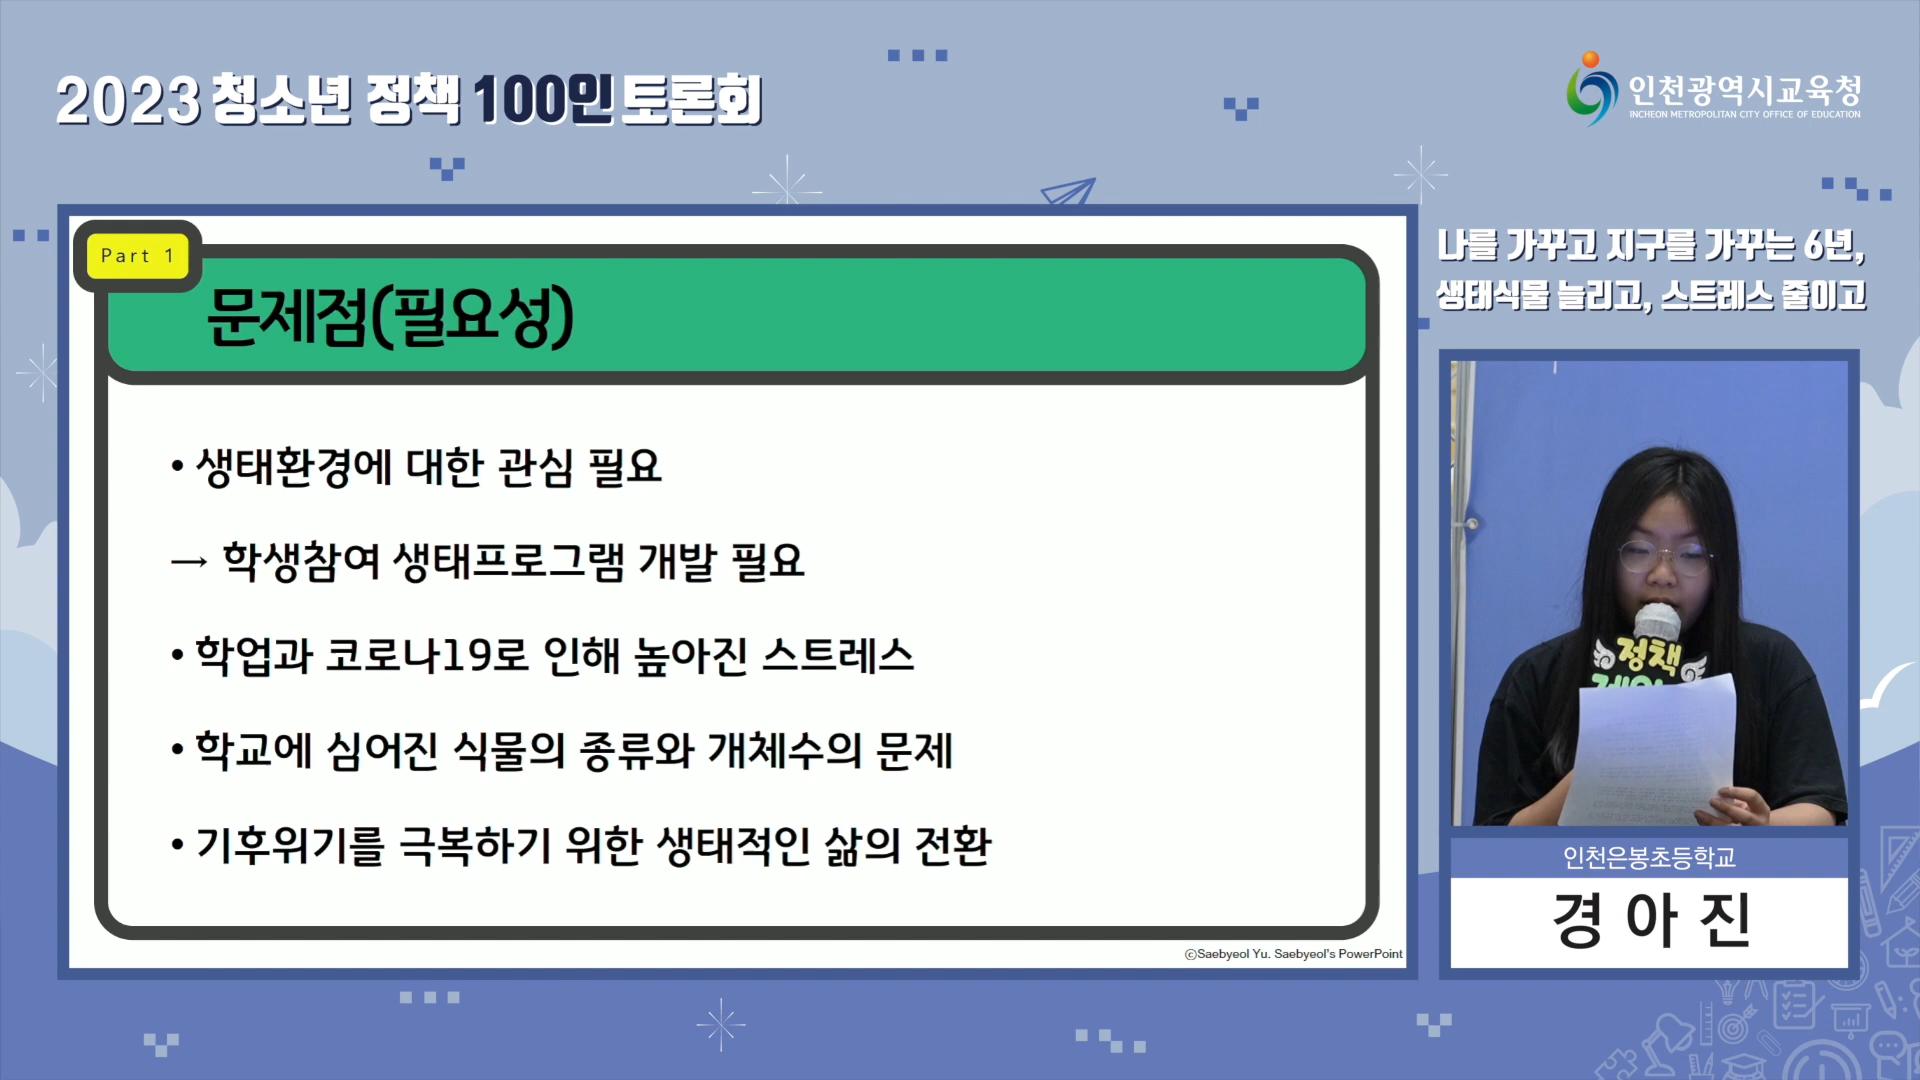 2023 청소년 정책 100인 토론회
인천광역시교육청
INCHEON METROPOLITAN CITY OFFICE OF EDUCATION
나를 가꾸고 지구를 가꾸는 6년,
생태식물 늘리고, 스트레스 줄이고
Part 1
문제점(필요성)
• 생태환경에 대한 관심 필요
→ 학생참여 생태프로그램 개발 필요
• 학업과 코로나19로 인해 높아진 스트레스
• 학교에 심어진 식물의 종류와 개체수의 문제
• 기후위기를 극복하기 위한 생태적인 삶의 전환
ⓒSaebyeol Yu. Saebyeol's PowerPoint
정책
인천은봉초등학교
경아진